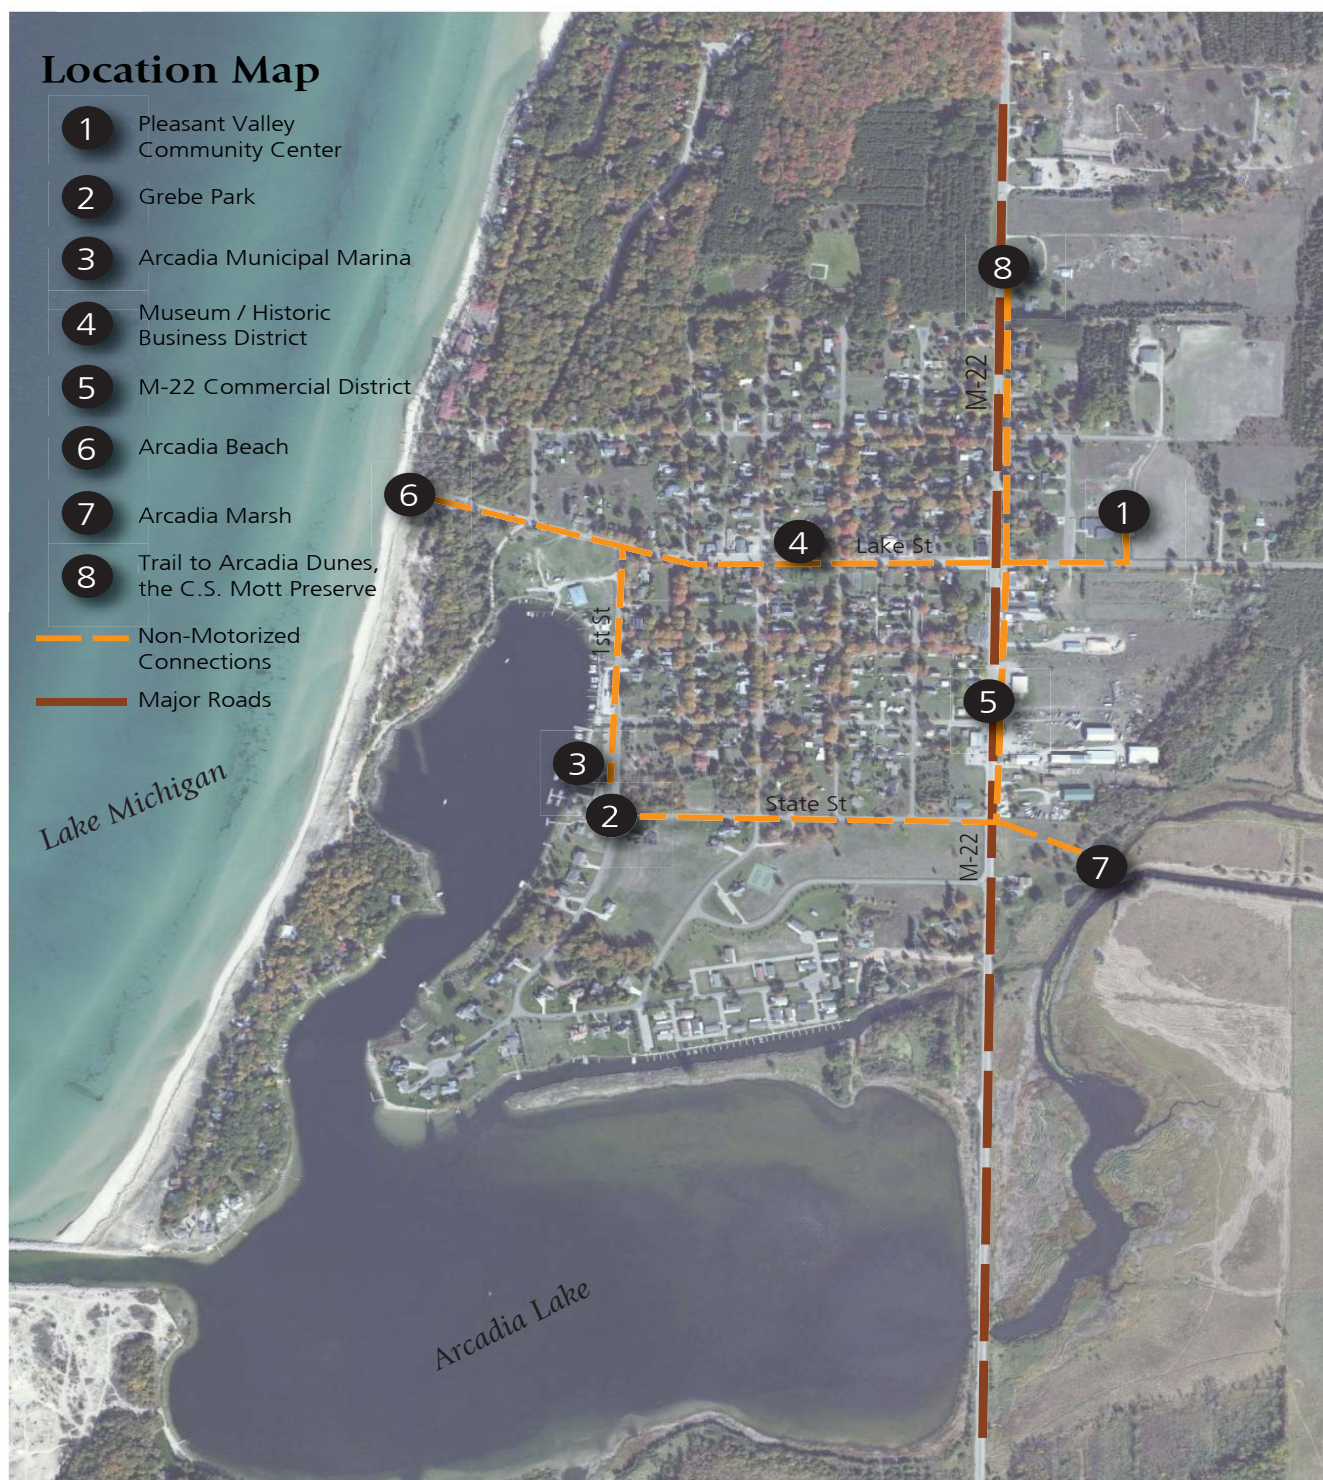 Location Map
1 Pleasant Valley
Community Center
2 Grebe Park
3 Arcadia Municipal Marina
4 Museum / Historic
Business District
5 M-22 Commercial District
6 Arcadia Beach
7 Arcadia Marsh
8 Trail to Arcadia Dunes,
the C.S. Mott Preserve
Non-Motorized
Connections
Major Roads
8
M-22
6
1
4
Lake St
1st St
5
3
2
State St
M-22
7
Lake Michigan
Arcadia Lake